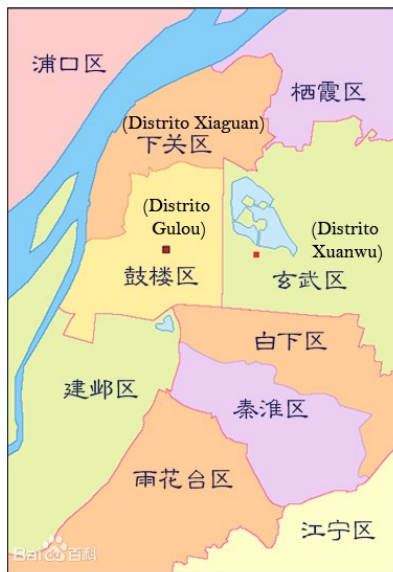 浦口区
栖霞区
(Distrito Xiaguan)
下关区
(Distrito
Gulou)
鼓楼区
(Distrito
Xuanwu)
玄武区
白下区
建邺区
秦淮区
雨花台区
江宁区
Baidu百科